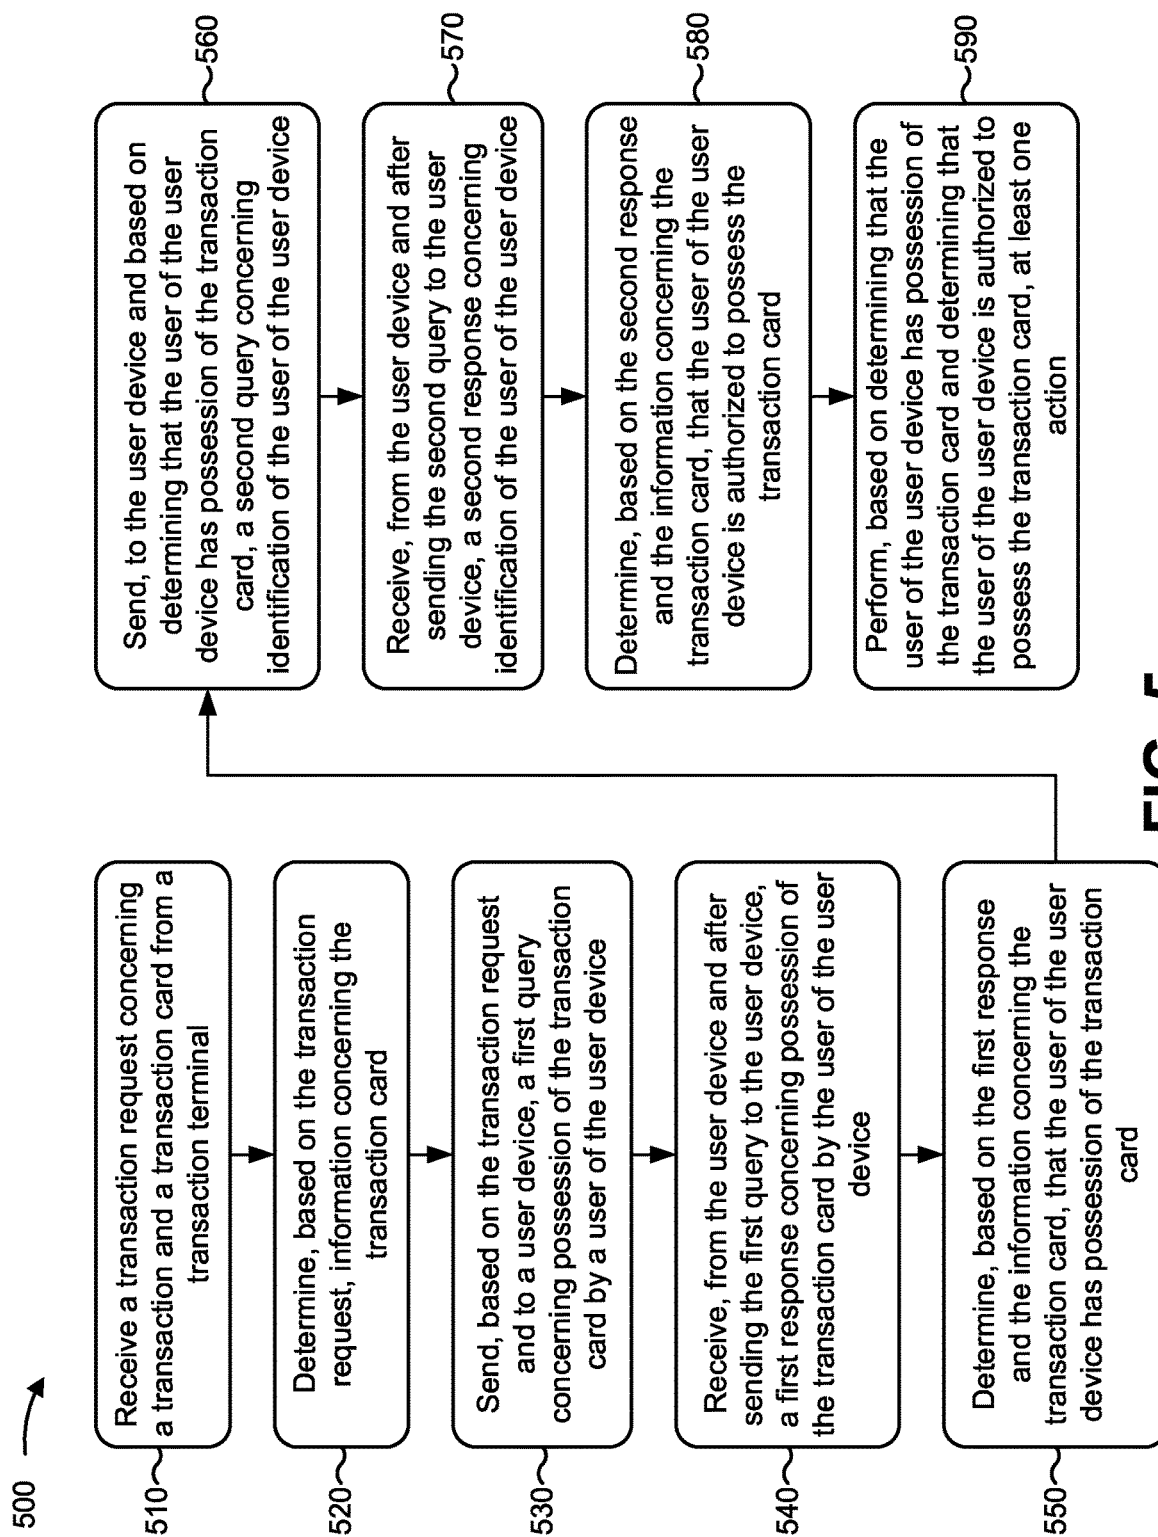 500
510
Receive a transaction request concerning
a transaction and a transaction card from a
transaction terminal
520
Determine, based on the transaction
request, information concerning the
transaction card
530
Send, based on the transaction request
and to a user device, a first query
concerning possession of the transaction
card by a user of the user device
540
Receive, from the user device and after
sending the first query to the user device,
a first response concerning possession of
the transaction card by the user of the user
device
550
Determine, based on the first response
and the information concerning the
transaction card, that the user of the user
device has possession of the transaction
card
560
Send, to the user device and based on
determining that the user of the user
device has possession of the transaction
card, a second query concerning
identification of the user of the user device
570
Receive, from the user device and after
sending the second query to the user
device, a second response concerning
identification of the user of the user device
580
Determine, based on the second response
and the information concerning the
transaction card, that the user of the user
device is authorized to possess the
transaction card
590
Perform, based on determining that the
user of the user device has possession of
the transaction card and determining that
the user of the user device is authorized to
possess the transaction card, at least one
action
FIG. 5